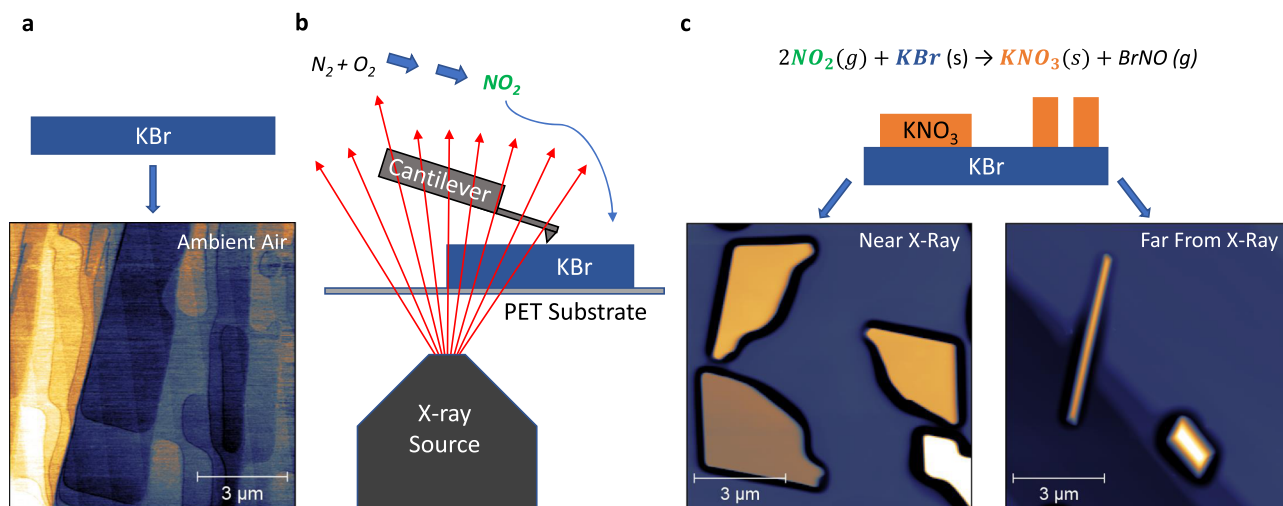 a
KBr
Ambient Air
3 μm
b
N₂ + O₂
NO₂
Cantilever
KBr
PET Substrate
X-ray
Source
c
2NO₂(g) + KBr (s) → KNO₃(s) + BrNO (g)
KNO₃
KBr
Near X-Ray
3 μm
Far From X-Ray
3 μm